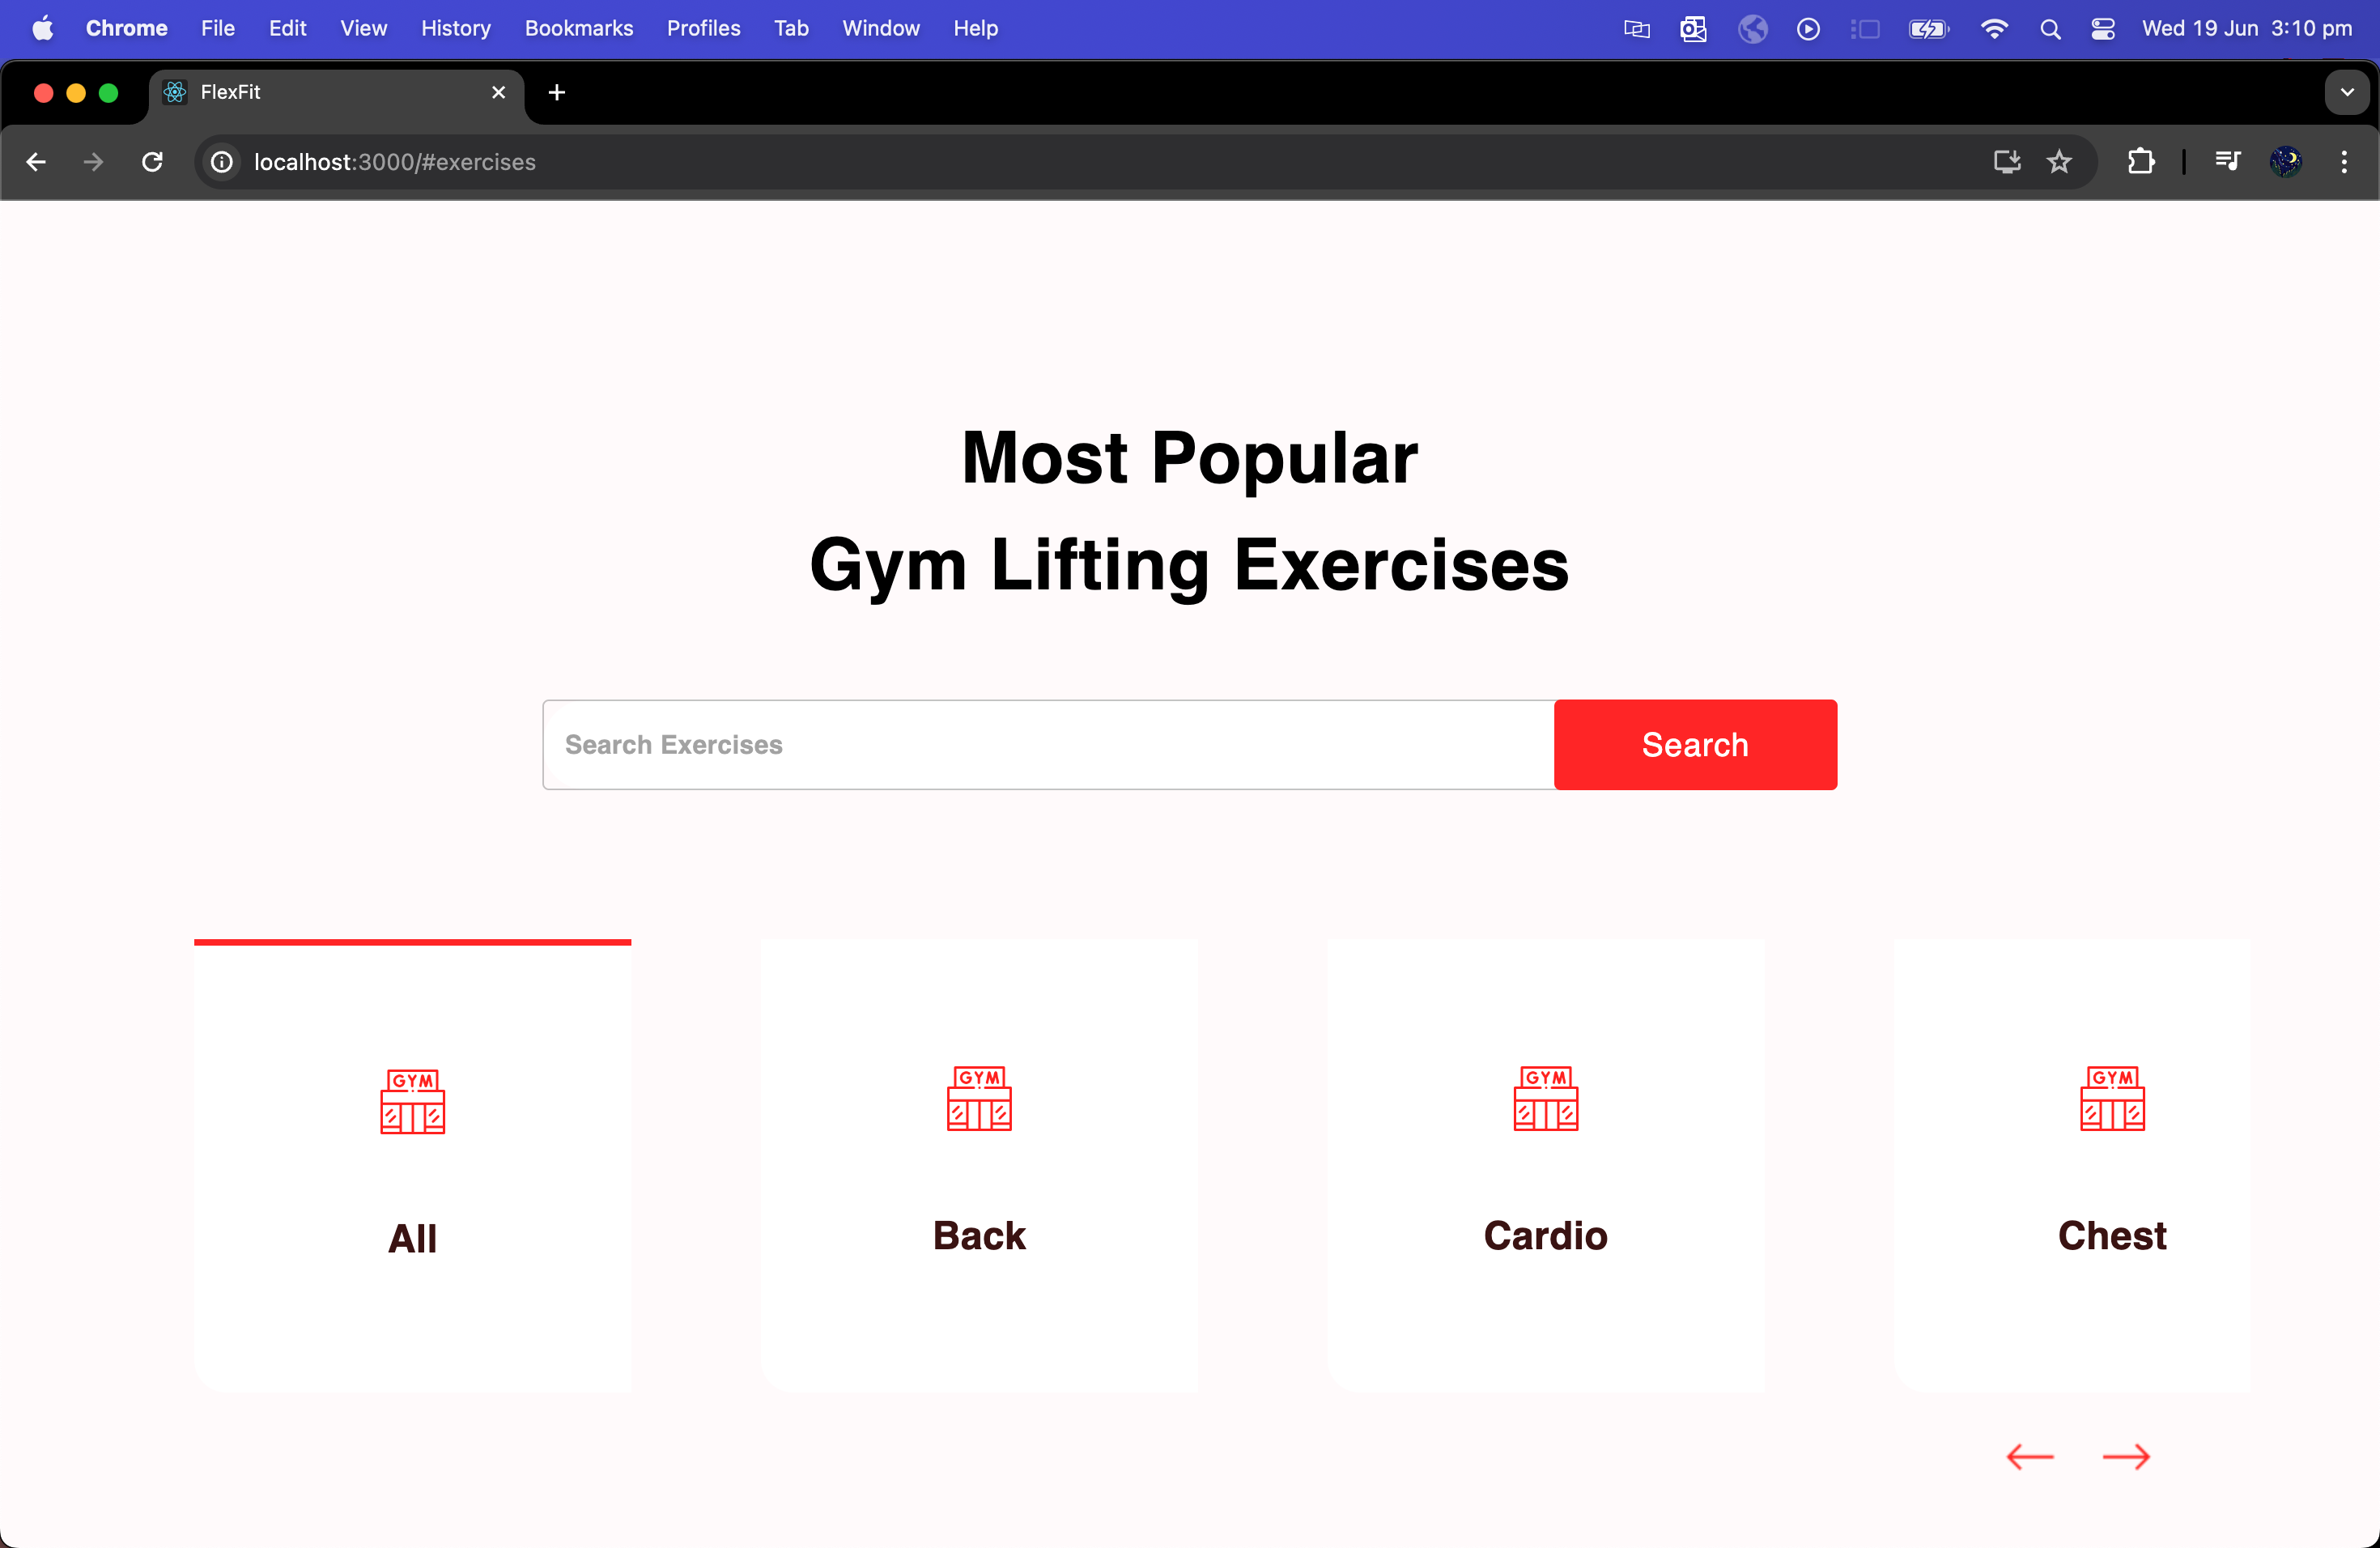 Chrome File Edit View History Bookmarks Profiles Tab Window Help Wed 19 Jun 3:10 pm
FlexFit
localhost:3000/#exercises
Most Popular
Gym Lifting Exercises
Search Exercises Search
GYM GYM GYM GYM
All Back Cardio Chest